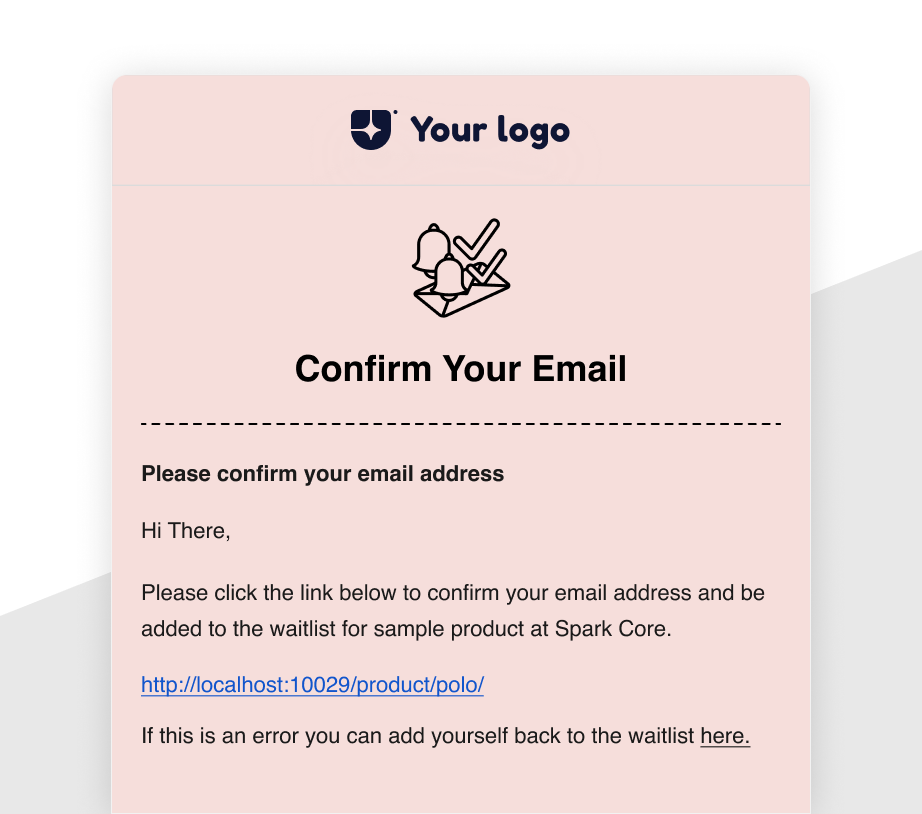 Your logo
Confirm Your Email
Please confirm your email address
Hi There,
Please click the link below to confirm your email address and be
added to the waitlist for sample product at Spark Core.
http://localhost:10029/product/polo/
If this is an error you can add yourself back to the waitlist here.